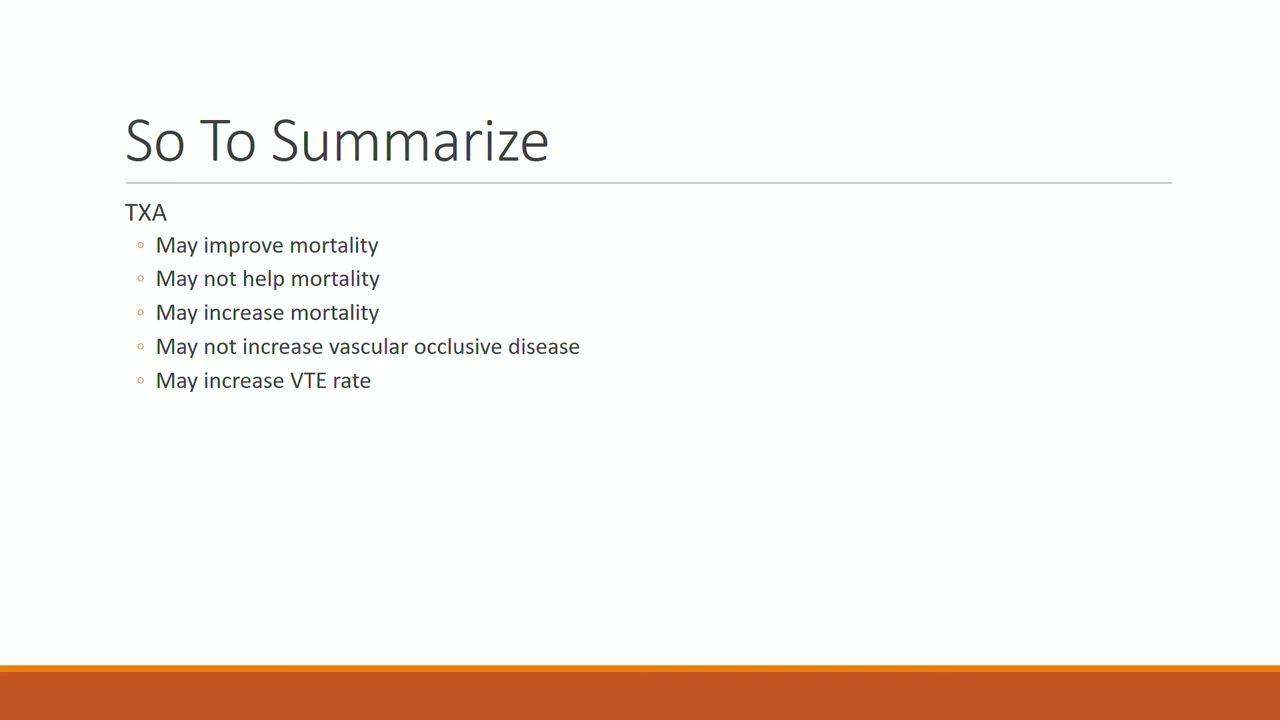 So To Summarize
TXA
◦ May improve mortality
◦ May not help mortality
◦ May increase mortality
◦ May not increase vascular occlusive disease
◦ May increase VTE rate